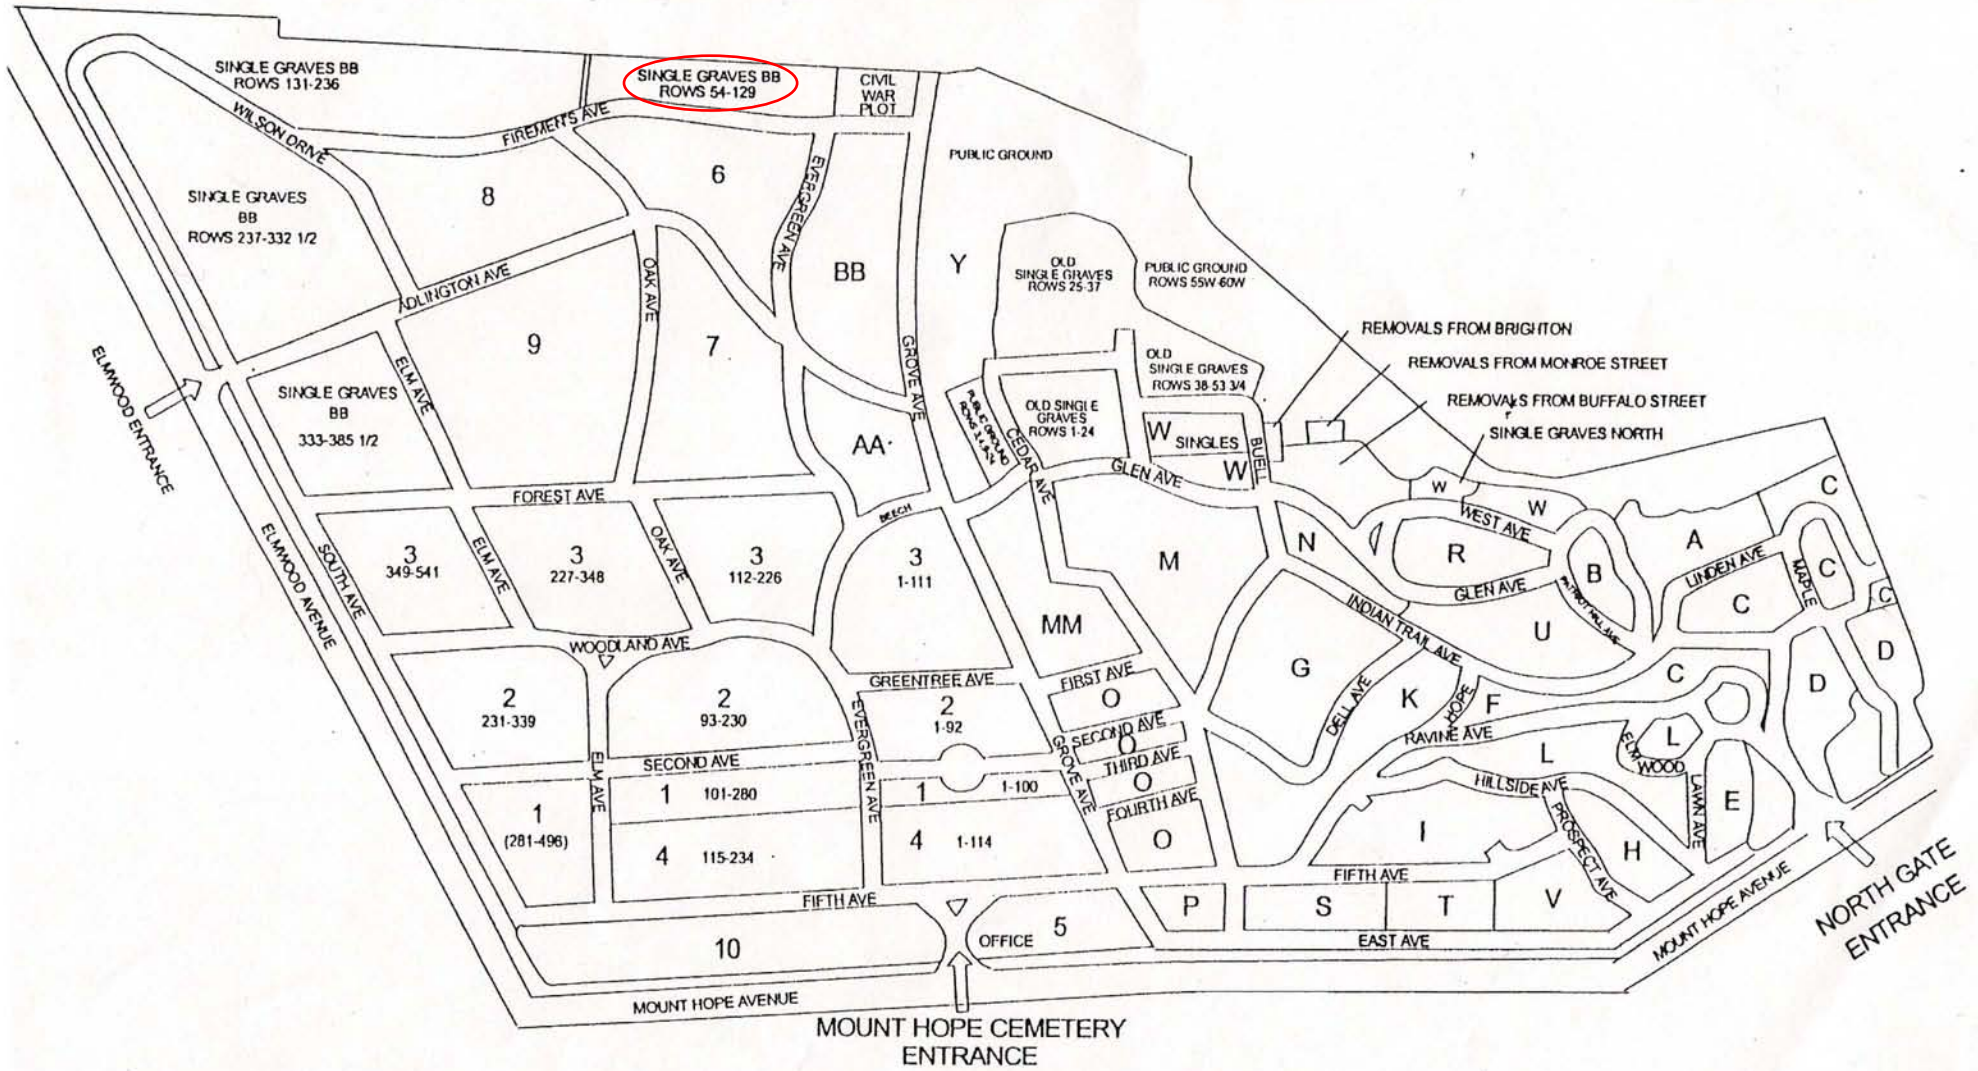 SINGLE GRAVES BB
ROWS 131-236
SINGLE GRAVES BB
ROWS 54-129
CIVIL
WAR
PLOT
WILSON DRIVE
FIREMEN'S AVE
PUBLIC GROUND
SINGLE GRAVES
BB
ROWS 237-332 1/2
8
6
EVERGREEN AVE
BB
Y
OLD
SINGLE GRAVES
ROWS 25-37
PUBLIC GROUND
ROWS 55W-60W
ADLINGTON AVE
OAK AVE
9
7
GROVE AVE
ELM AVE
ELMWOOD ENTRANCE
SINGLE GRAVES
BB
333-385 1/2
OLD
SINGLE GRAVES
ROWS 38-53 3/4
REMOVALS FROM BRIGHTON
REMOVALS FROM MONROE STREET
REMOVALS FROM BUFFALO STREET
SINGLE GRAVES NORTH
PUBLIC GROUND
OLD SINGLE
GRAVES
ROWS 1-24
CEDAR AVE
W
SINGLES
W
BUELL
AA
GLEN AVE
W
W
WEST AVE
FOREST AVE
BEECH
C
A
ELMWOOD AVENUE
SOUTH AVE
3
349-541
ELM AVE
3
227-348
OAK AVE
3
112-226
3
1-111
M
N
R
B
LINDEN AVE
MAPLE
C
C
C
GLEN AVE
PATRIOT HILL AVE
INDIAN TRAIL AVE
MM
U
WOODLAND AVE
GREENTREE AVE
FIRST AVE
G
DELL AVE
K
HOPE
F
C
D
D
2
231-339
2
93-230
EVERGREEN AVE
2
1-92
GROVE AVE
O
SECOND AVE
O
THIRD AVE
O
FOURTH AVE
O
RAVINE AVE
L
ELM
WOOD
L
LAWN AVE
E
HILLSIDE AVE
PROSPECT AVE
SECOND AVE
ELM AVE
1
(281-496)
1 101-280
1 1-100
4 115-234
4 1-114
I
H
FIFTH AVE
FIFTH AVE
P
S
T
V
EAST AVE
10
OFFICE
5
MOUNT HOPE AVENUE
MOUNT HOPE AVENUE
NORTH GATE
ENTRANCE
MOUNT HOPE CEMETERY
ENTRANCE